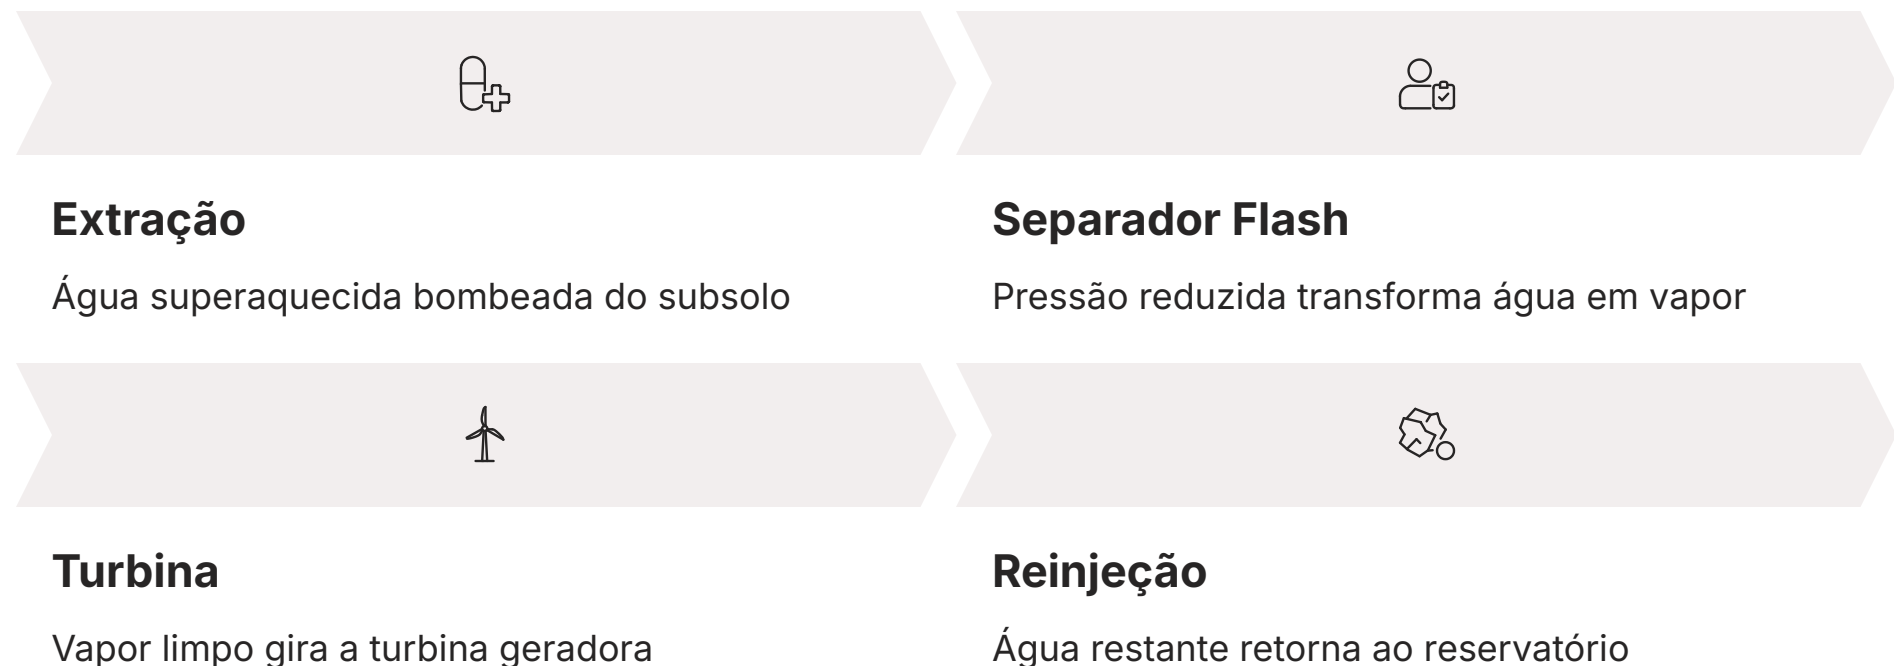 Extração
Água superaquecida bombeada do subsolo
Separador Flash
Pressão reduzida transforma água em vapor
Turbina
Vapor limpo gira a turbina geradora
Reinjeção
Água restante retorna ao reservatório